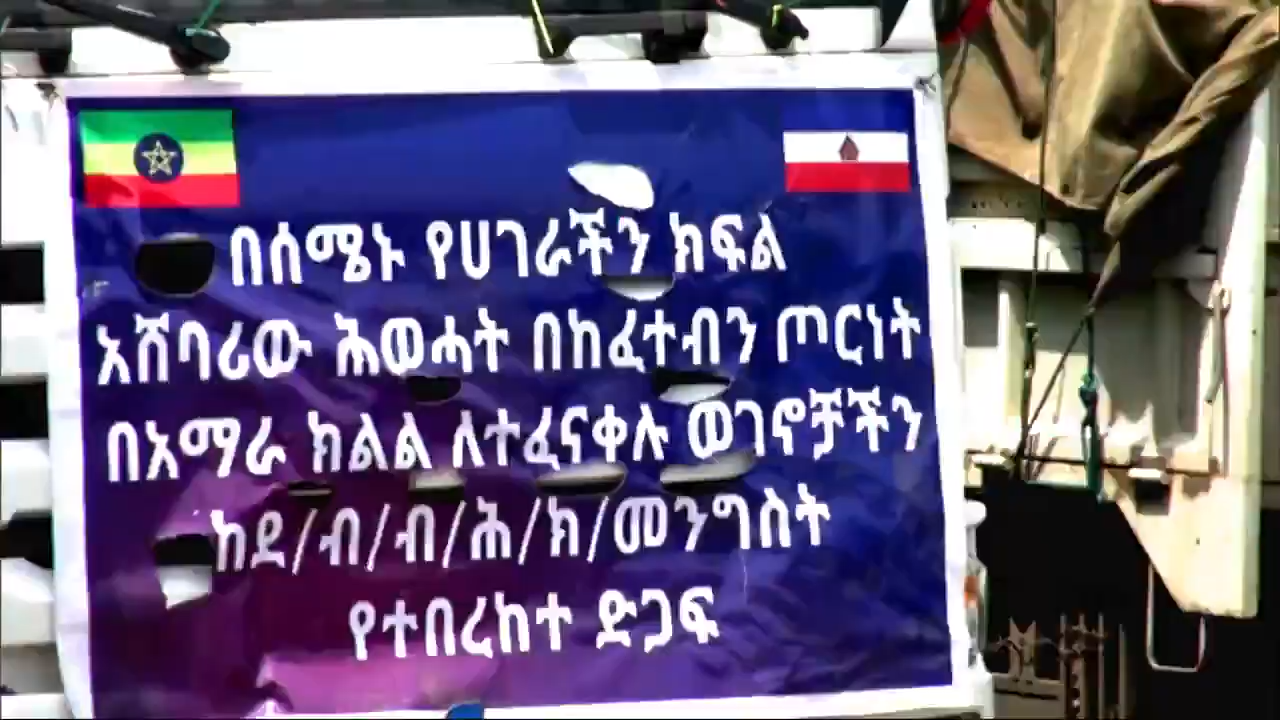 በሰሜኑ የሀገራችን ክፍል
አሸባሪው ሕወሓት በከፈተብን ጦርነት
በአማራ ክልል ለተፈናቀሉ ወገኖቻችን
ከደ/ብ/ብ/ሕ/ክ/መንግስት
የተበረከተ ድጋፍ